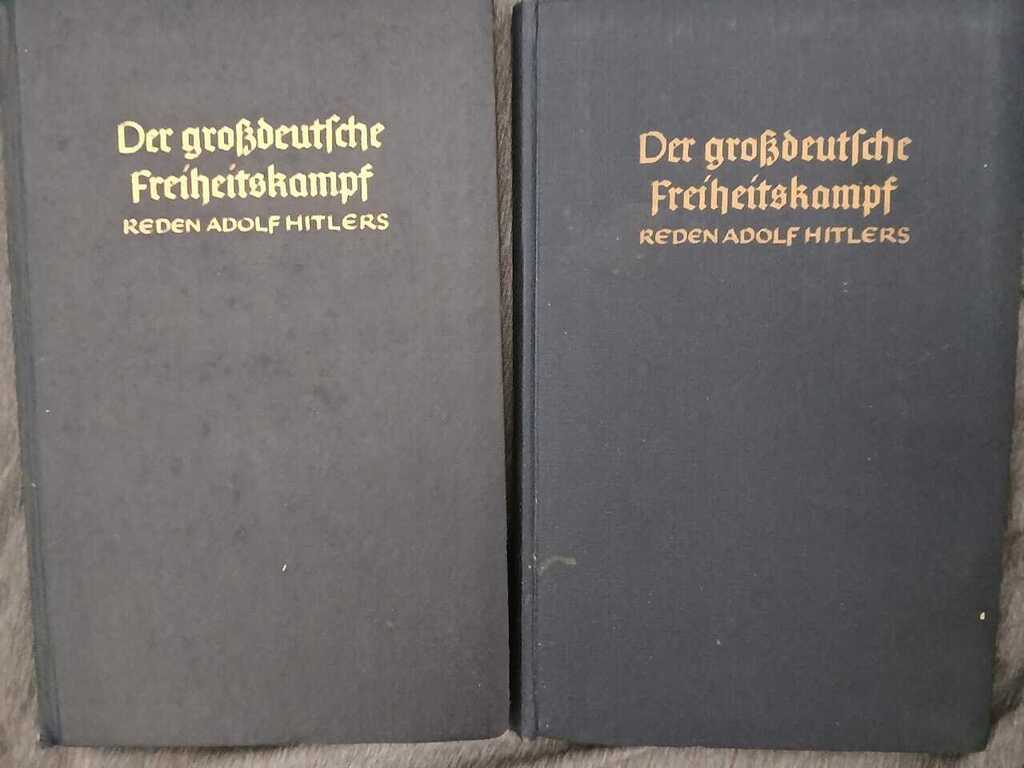 Der großdeutſche
Freiheitskampf
REDEN ADOLF HITLERS
Der großdeutſche
Freiheitskampf
REDEN ADOLF HITLERS